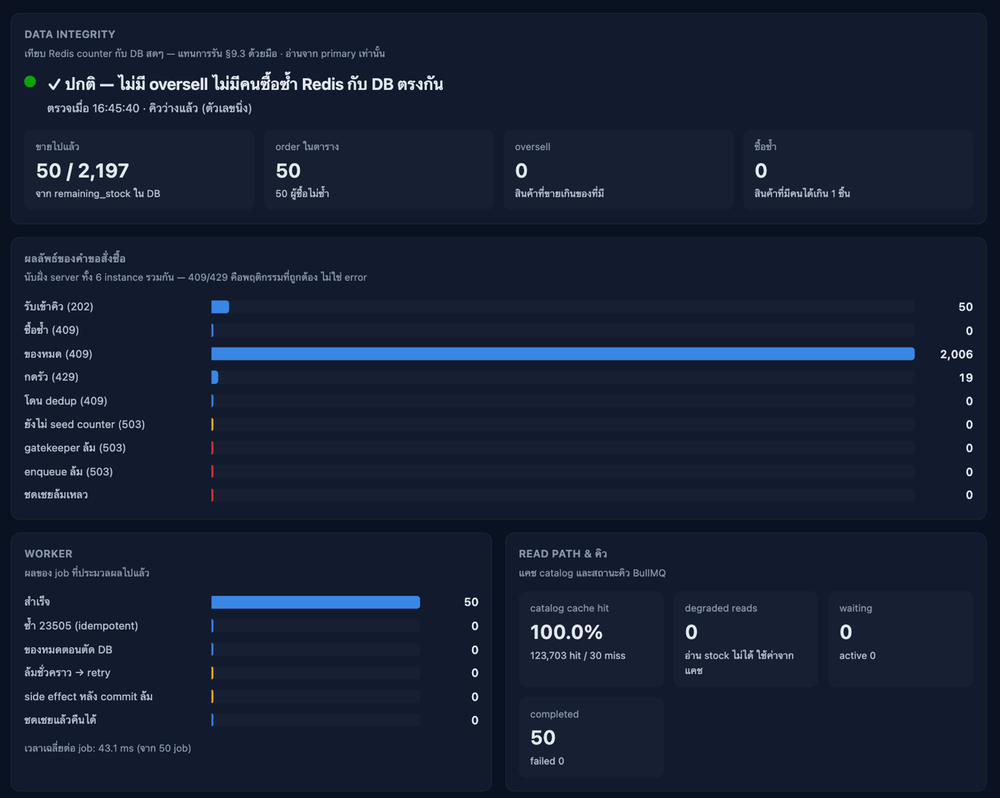 DATA INTEGRITY
เทียบ Redis counter กับ DB สดๆ — แทนการรัน §9.3 ด้วยมือ · อ่านจาก primary เท่านั้น
✓ ปกติ — ไม่มี oversell ไม่มีคนซื้อซ้ำ Redis กับ DB ตรงกัน
ตรวจเมื่อ 16:45:40 · คิวว่างแล้ว (ตัวเลขนิ่ง)
ขายไปแล้ว
50 / 2,197
จาก remaining_stock ใน DB
order ในตาราง
50
50 ผู้ซื้อไม่ซ้ำ
oversell
0
สินค้าที่ขายเกินของที่มี
ซื้อซ้ำ
0
สินค้าที่มีคนได้เกิน 1 ชิ้น
ผลลัพธ์ของคำขอสั่งซื้อ
นับฝั่ง server ทั้ง 6 instance รวมกัน — 409/429 คือพฤติกรรมที่ถูกต้อง ไม่ใช่ error
รับเข้าคิว (202) 50
ซื้อซ้ำ (409) 0
ของหมด (409) 2,006
กดรัว (429) 19
โดน dedup (409) 0
ยังไม่ seed counter (503) 0
gatekeeper ล้ม (503) 0
enqueue ล้ม (503) 0
ชดเชยล้มเหลว 0
WORKER
ผลของ job ที่ประมวลผลไปแล้ว
สำเร็จ 50
ซ้ำ 23505 (idempotent) 0
ของหมดตอนตัด DB 0
ล้มชั่วคราว → retry 0
side effect หลัง commit ล้ม 0
ชดเชยแล้วคืนได้ 0
เวลาเฉลี่ยต่อ job: 43.1 ms (จาก 50 job)
READ PATH & คิว
แคช catalog และสถานะคิว BullMQ
catalog cache hit
100.0%
123,703 hit / 30 miss
degraded reads
0
อ่าน stock ไม่ได้ ใช้ค่าจาก
แคช
waiting
0
active 0
completed
50
failed 0